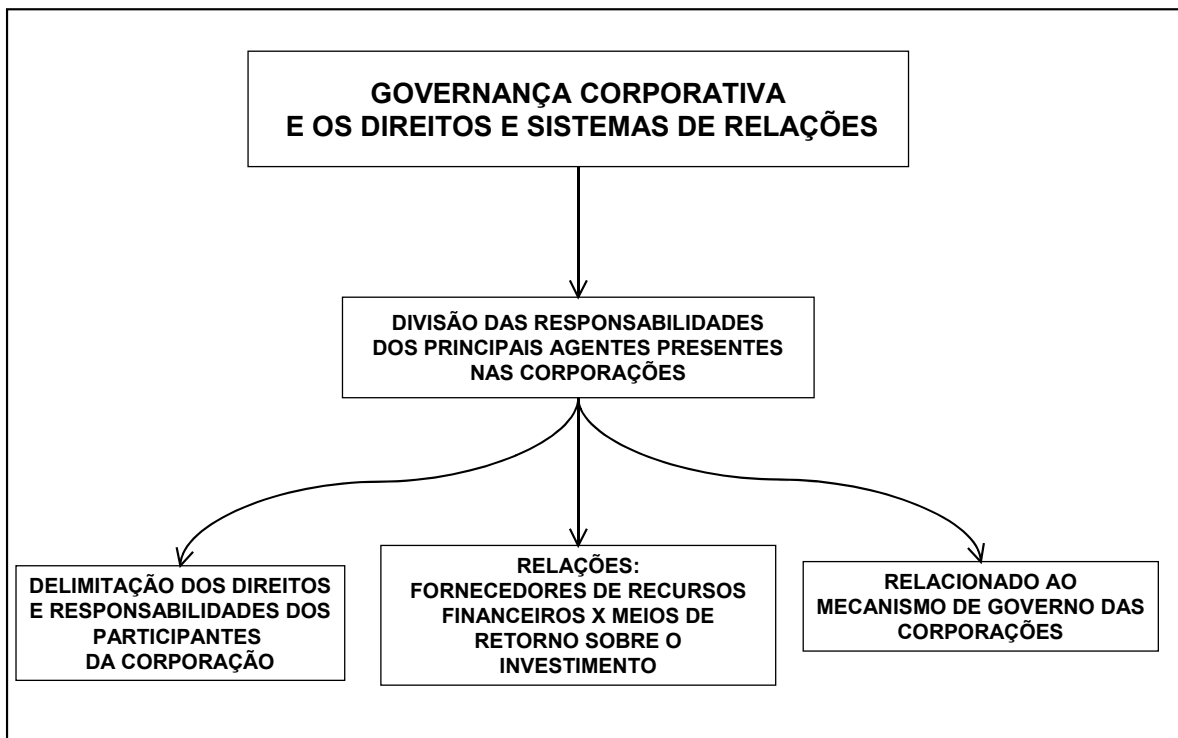 GOVERNANÇA CORPORATIVA
E OS DIREITOS E SISTEMAS DE RELAÇÕES
DIVISÃO DAS RESPONSABILIDADES
DOS PRINCIPAIS AGENTES PRESENTES
NAS CORPORAÇÕES
DELIMITAÇÃO DOS DIREITOS
E RESPONSABILIDADES DOS
PARTICIPANTES
DA CORPORAÇÃO
RELAÇÕES:
FORNECEDORES DE RECURSOS
FINANCEIROS X MEIOS DE
RETORNO SOBRE O
INVESTIMENTO
RELACIONADO AO
MECANISMO DE GOVERNO DAS
CORPORAÇÕES